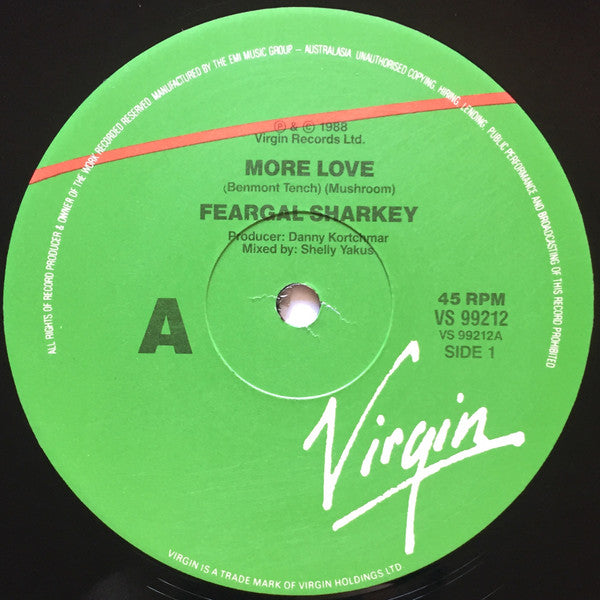 ALL RIGHTS OF RECORD PRODUCER & OWNER OF THE WORK RECORDED RESERVED. MANUFACTURED BY THE EMI MUSIC GROUP – AUSTRALASIA UNAUTHORISED COPYING, HIRING, LENDING, PUBLIC PERFORMANCE AND BROADCASTING OF THIS RECORD PROHIBITED
℗ & © 1988
Virgin Records Ltd.
MORE LOVE
(Benmont Tench) (Mushroom)
FEARGAL SHARKEY
Producer: Danny Kortchmar
Mixed by: Shelly Yakus
A
45 RPM
VS 99212
VS 99212A
SIDE 1
Virgin
VIRGIN IS A TRADE MARK OF VIRGIN HOLDINGS LTD.